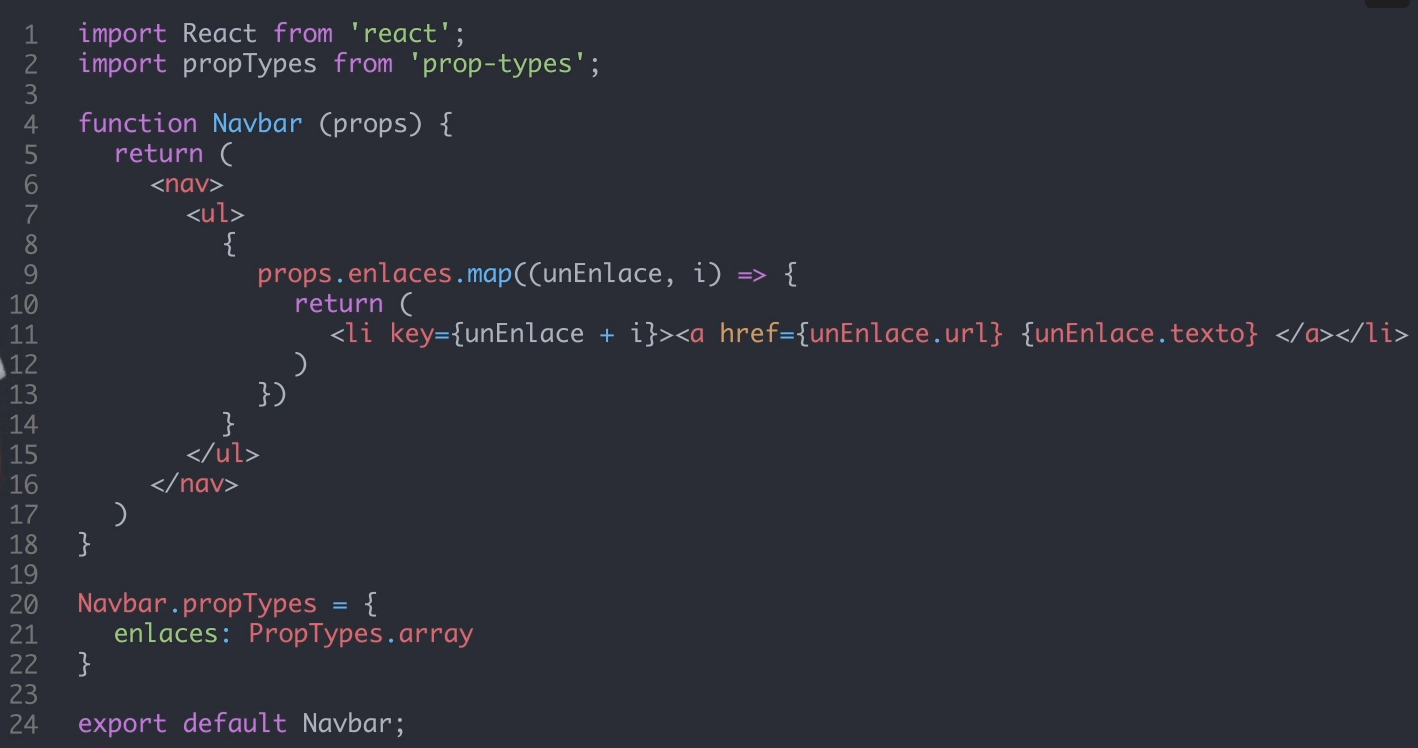 1 import React from 'react';
2 import propTypes from 'prop-types';
3
4 function Navbar (props) {
5 return (
6 <nav>
7 <ul>
8 {
9 props.enlaces.map((unEnlace, i) => {
10 return (
11 <li key={unEnlace + i}><a href={unEnlace.url} {unEnlace.texto} </a></li>
12 )
13 })
14 }
15 </ul>
16 </nav>
17 )
18 }
19
20 Navbar.propTypes = {
21 enlaces: PropTypes.array
22 }
23
24 export default Navbar;